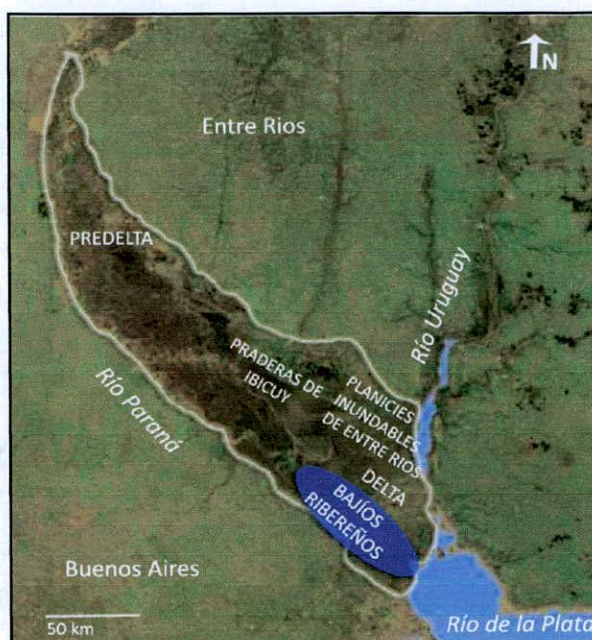 N
Entre Rios
PREDELTA
Río Uruguay
PRADERAS DE
IBICUY
PLANICIES
INUNDABLES
DE ENTRE RIOS
Río Paraná
DELTA
BAJÍOS
RIBEREÑOS
Buenos Aires
50 km
Río de la Plata